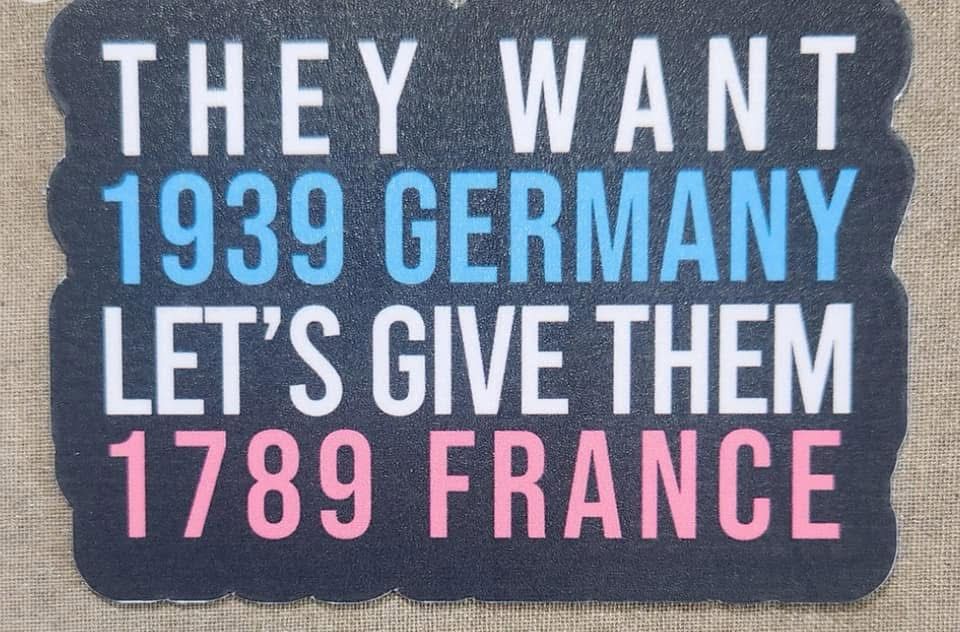 THEY WANT
1939 GERMANY
LET'S GIVE THEM
1789 FRANCE